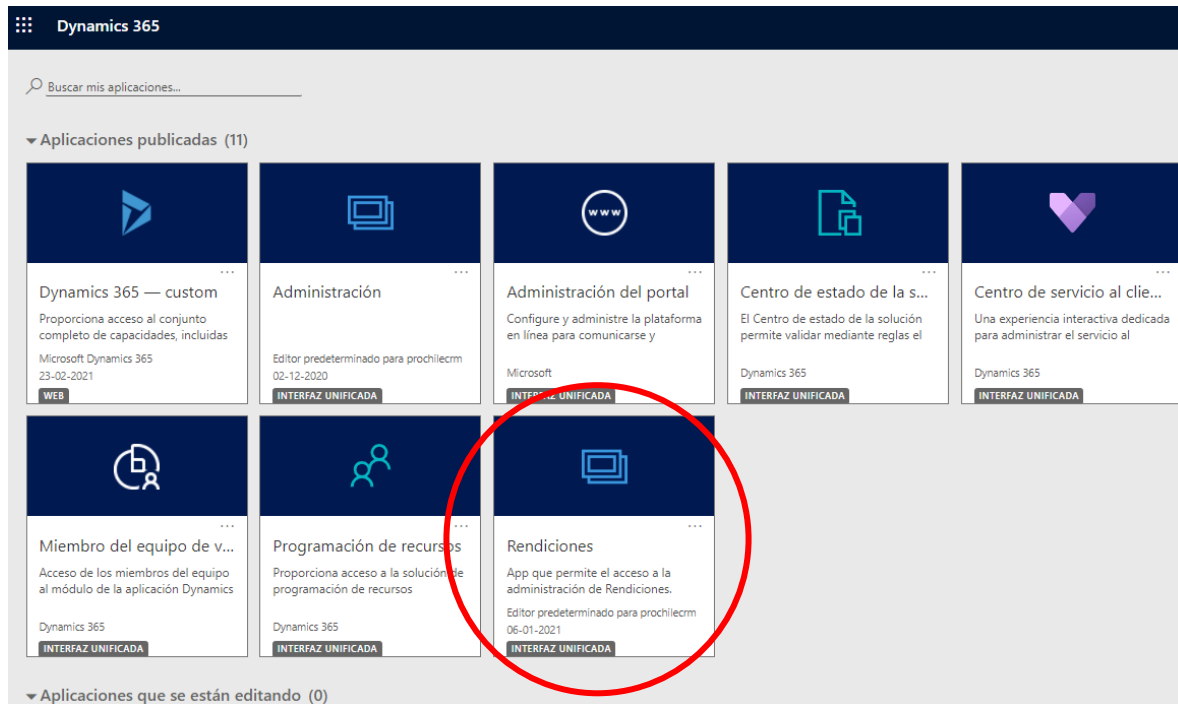 Dynamics 365
Buscar mis aplicaciones...
Aplicaciones publicadas (11)
Dynamics 365 — custom
Proporciona acceso al conjunto
completo de capacidades, incluidas
Microsoft Dynamics 365
23-02-2021
WEB
Administración
Editor predeterminado para prochilecrm
02-12-2020
INTERFAZ UNIFICADA
www
Administración del portal
Configure y administre la plataforma
en línea para comunicarse y
Microsoft
INTERFAZ UNIFICADA
Centro de estado de la s...
El Centro de estado de la solución
permite validar mediante reglas el
Dynamics 365
INTERFAZ UNIFICADA
Centro de servicio al clie...
Una experiencia interactiva dedicada
para administrar el servicio al
Dynamics 365
INTERFAZ UNIFICADA
Miembro del equipo de v...
Acceso de los miembros del equipo
al módulo de la aplicación Dynamics
Dynamics 365
INTERFAZ UNIFICADA
Programación de recursos
Proporciona acceso a la solución de
programación de recursos
Dynamics 365
INTERFAZ UNIFICADA
Rendiciones
App que permite el acceso a la
administración de Rendiciones.
Editor predeterminado para prochilecrm
06-01-2021
INTERFAZ UNIFICADA
Aplicaciones que se están editando (0)